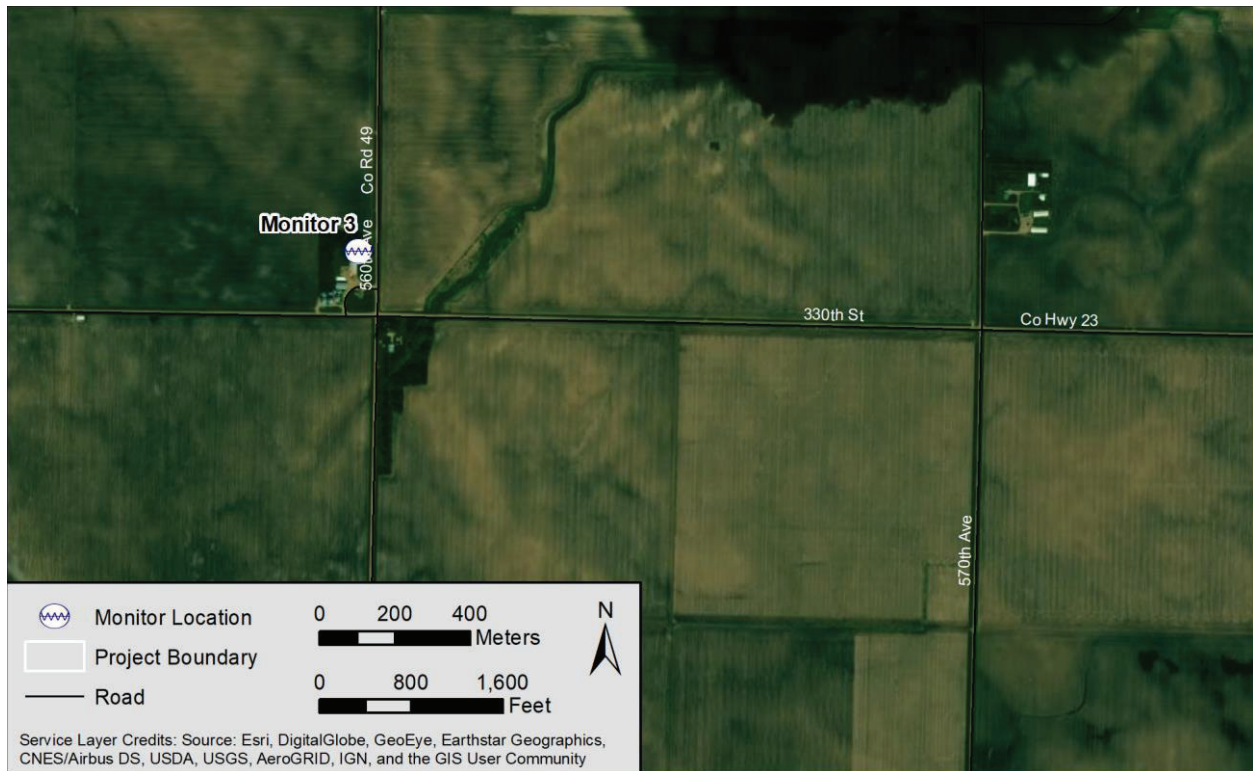 Co Rd 49
Monitor 3
560th Ave
330th St
Co Hwy 23
570th Ave
Monitor Location
Project Boundary
Road
0 200 400
Meters
0 800 1,600
Feet
N
Service Layer Credits: Source: Esri, DigitalGlobe, GeoEye, Earthstar Geographics,
CNES/Airbus DS, USDA, USGS, AeroGRID, IGN, and the GIS User Community